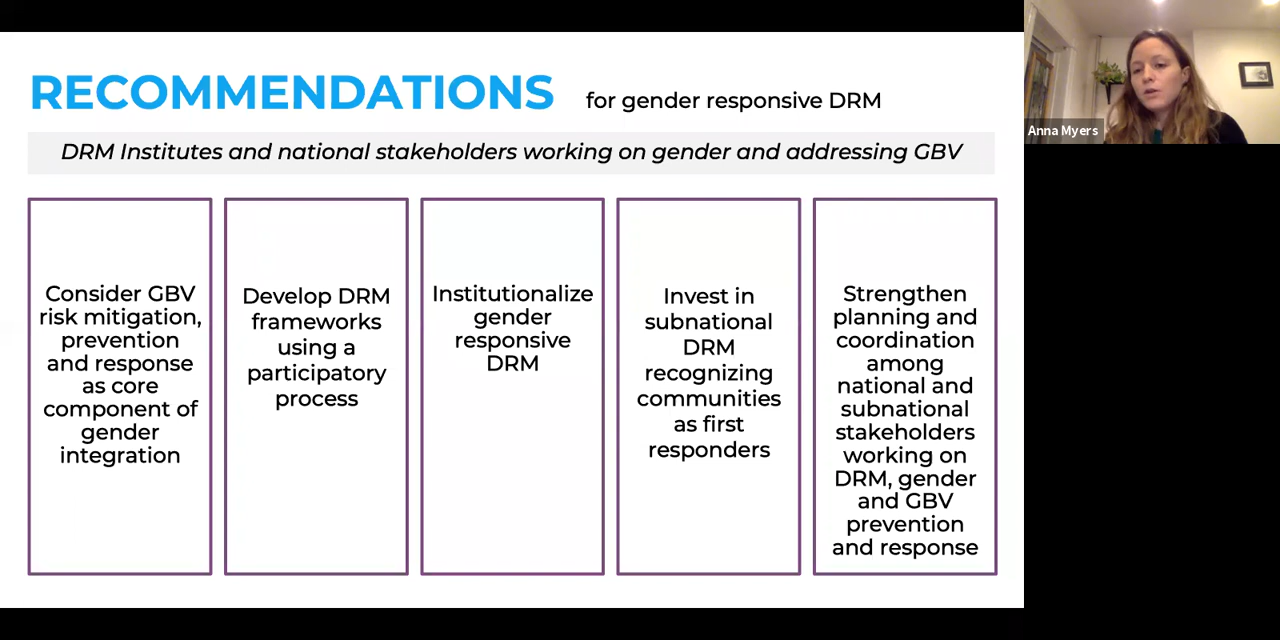 RECOMMENDATIONS for gender responsive DRM
DRM Institutes and national stakeholders working on gender and addressing GBV
Consider GBV
risk mitigation,
prevention
and response
as core
component of
gender
integration
Develop DRM
frameworks
using a
participatory
process
Institutionalize
gender
responsive
DRM
Invest in
subnational
DRM
recognizing
communities
as first
responders
Strengthen
planning and
coordination
among
national and
subnational
stakeholders
working on
DRM, gender
and GBV
prevention
and response
Anna Myers